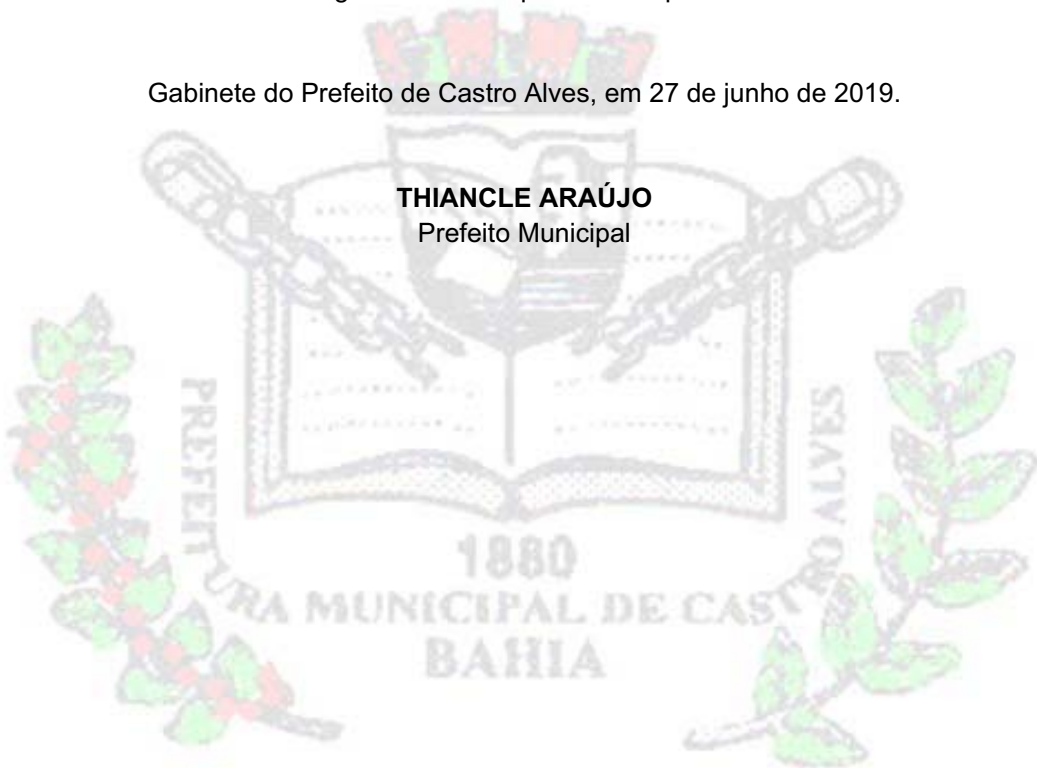 Gabinete do Prefeito de Castro Alves, em 27 de junho de 2019.
THIANCLE ARAÚJO
Prefeito Municipal
1880
PREFEITURA MUNICIPAL DE CASTRO ALVES
BAHIA